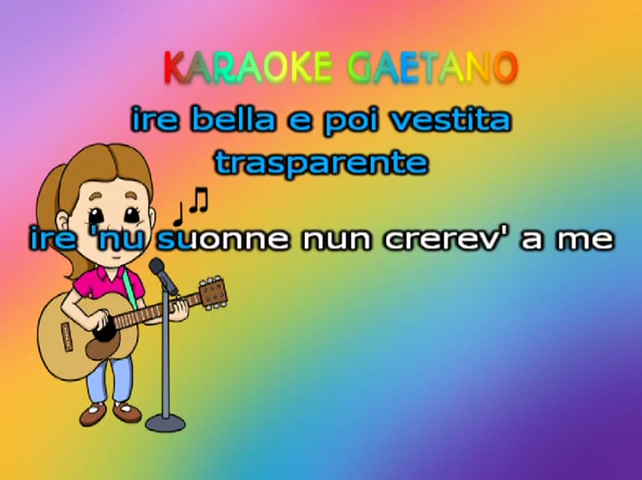 KARAOKE GAETANO
ire bella e poi vestita
trasparente
ire 'nu suonne nun crerev' a me